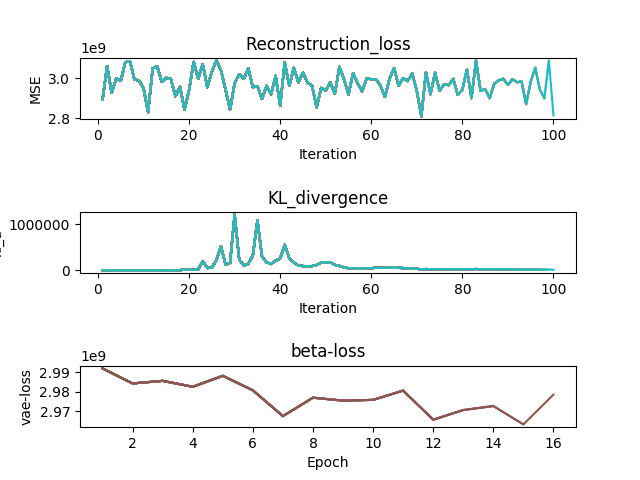 Reconstruction_loss
1e9
3.0
2.8
MSE
0 20 40 60 80 100
Iteration
KL_divergence
1000000
0
0 20 40 60 80 100
Iteration
beta-loss
1e9
2.99
2.98
2.97
vae-loss
2 4 6 8 10 12 14 16
Epoch